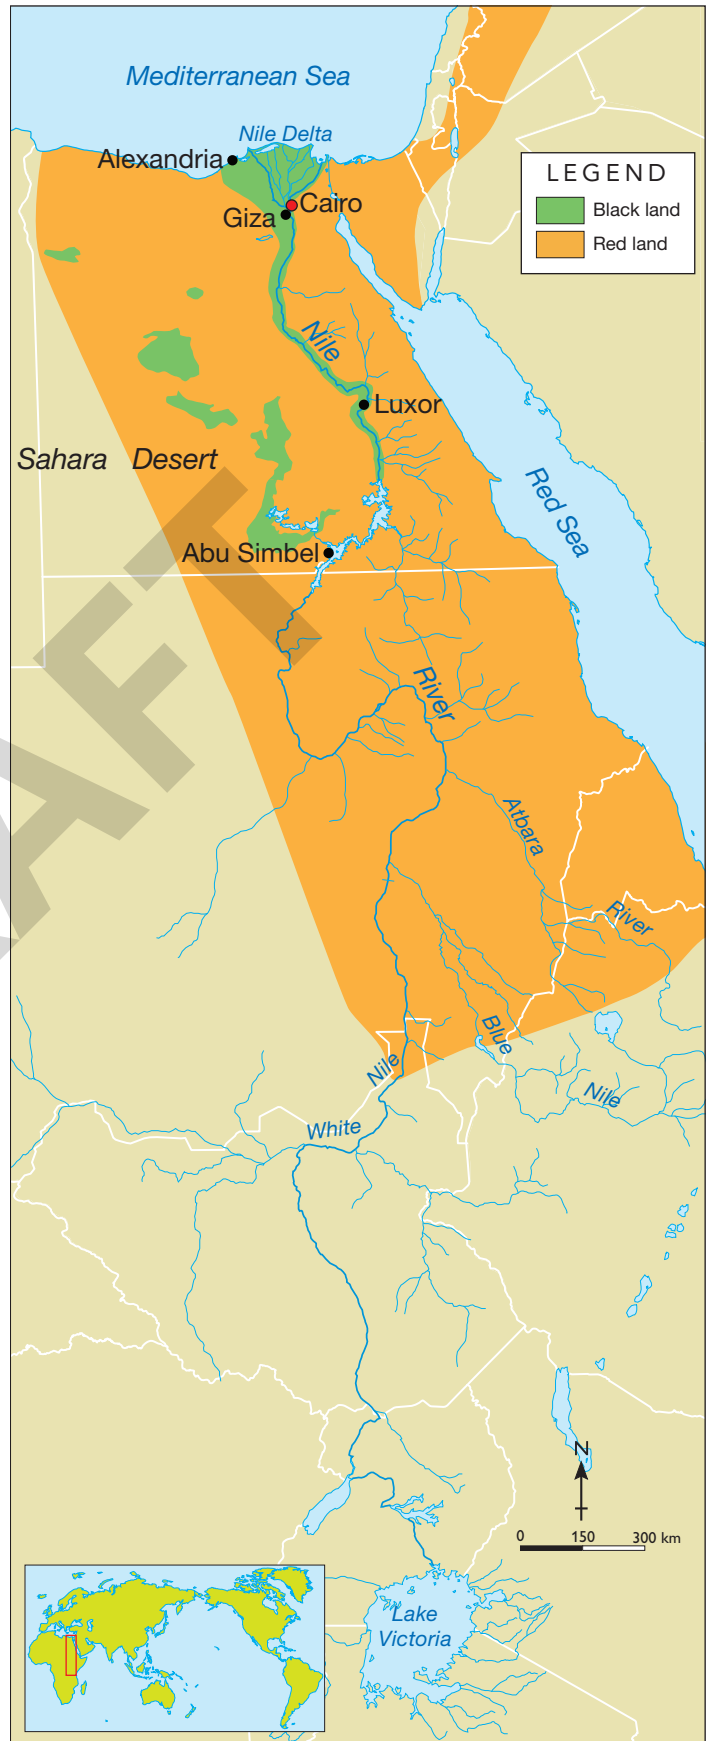 Mediterranean Sea
Nile Delta
Alexandria
Cairo
Giza
LEGEND
Black land
Red land
Nile
Luxor
Sahara Desert
Red Sea
Abu Simbel
River
Atbara
River
Blue
Nile
Nile
White
N
0 150 300 km
Lake
Victoria
AFT